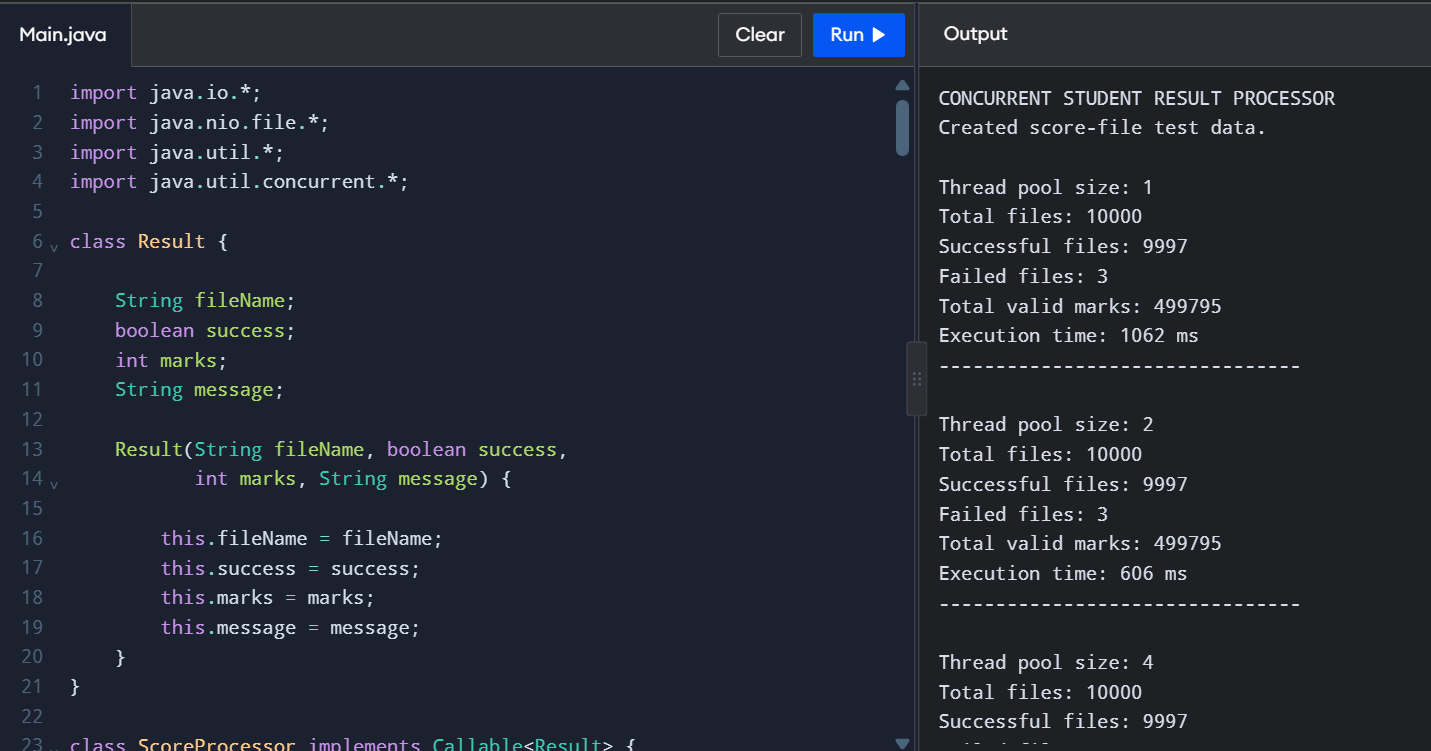 Main.java
Clear
Run
1 import java.io.*;
2 import java.nio.file.*;
3 import java.util.*;
4 import java.util.concurrent.*;
5
6 class Result {
7
8 String fileName;
9 boolean success;
10 int marks;
11 String message;
12
13 Result(String fileName, boolean success,
14 int marks, String message) {
15
16 this.fileName = fileName;
17 this.success = success;
18 this.marks = marks;
19 this.message = message;
20 }
21 }
22
23 class ScoreProcessor implements Callable<Result> {
Output
CONCURRENT STUDENT RESULT PROCESSOR
Created score-file test data.
Thread pool size: 1
Total files: 10000
Successful files: 9997
Failed files: 3
Total valid marks: 499795
Execution time: 1062 ms
--------------------------------
Thread pool size: 2
Total files: 10000
Successful files: 9997
Failed files: 3
Total valid marks: 499795
Execution time: 606 ms
--------------------------------
Thread pool size: 4
Total files: 10000
Successful files: 9997